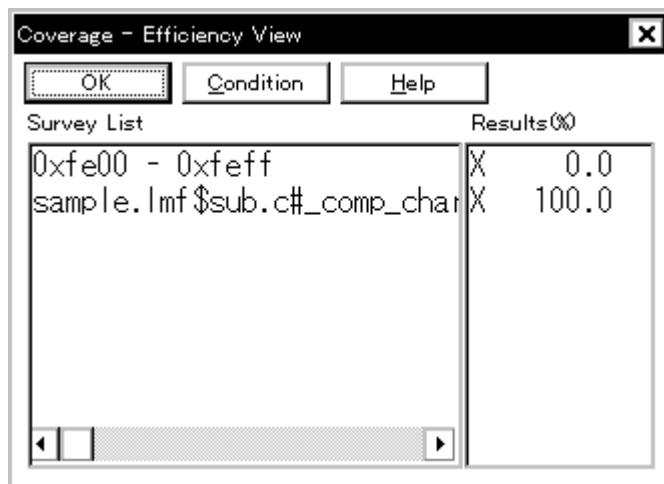 Coverage - Efficiency View
OK Condition Help
Survey List Results(%)
0xfe00 - 0xfeff X 0.0
sample.lmf$sub.c#_comp_char X 100.0